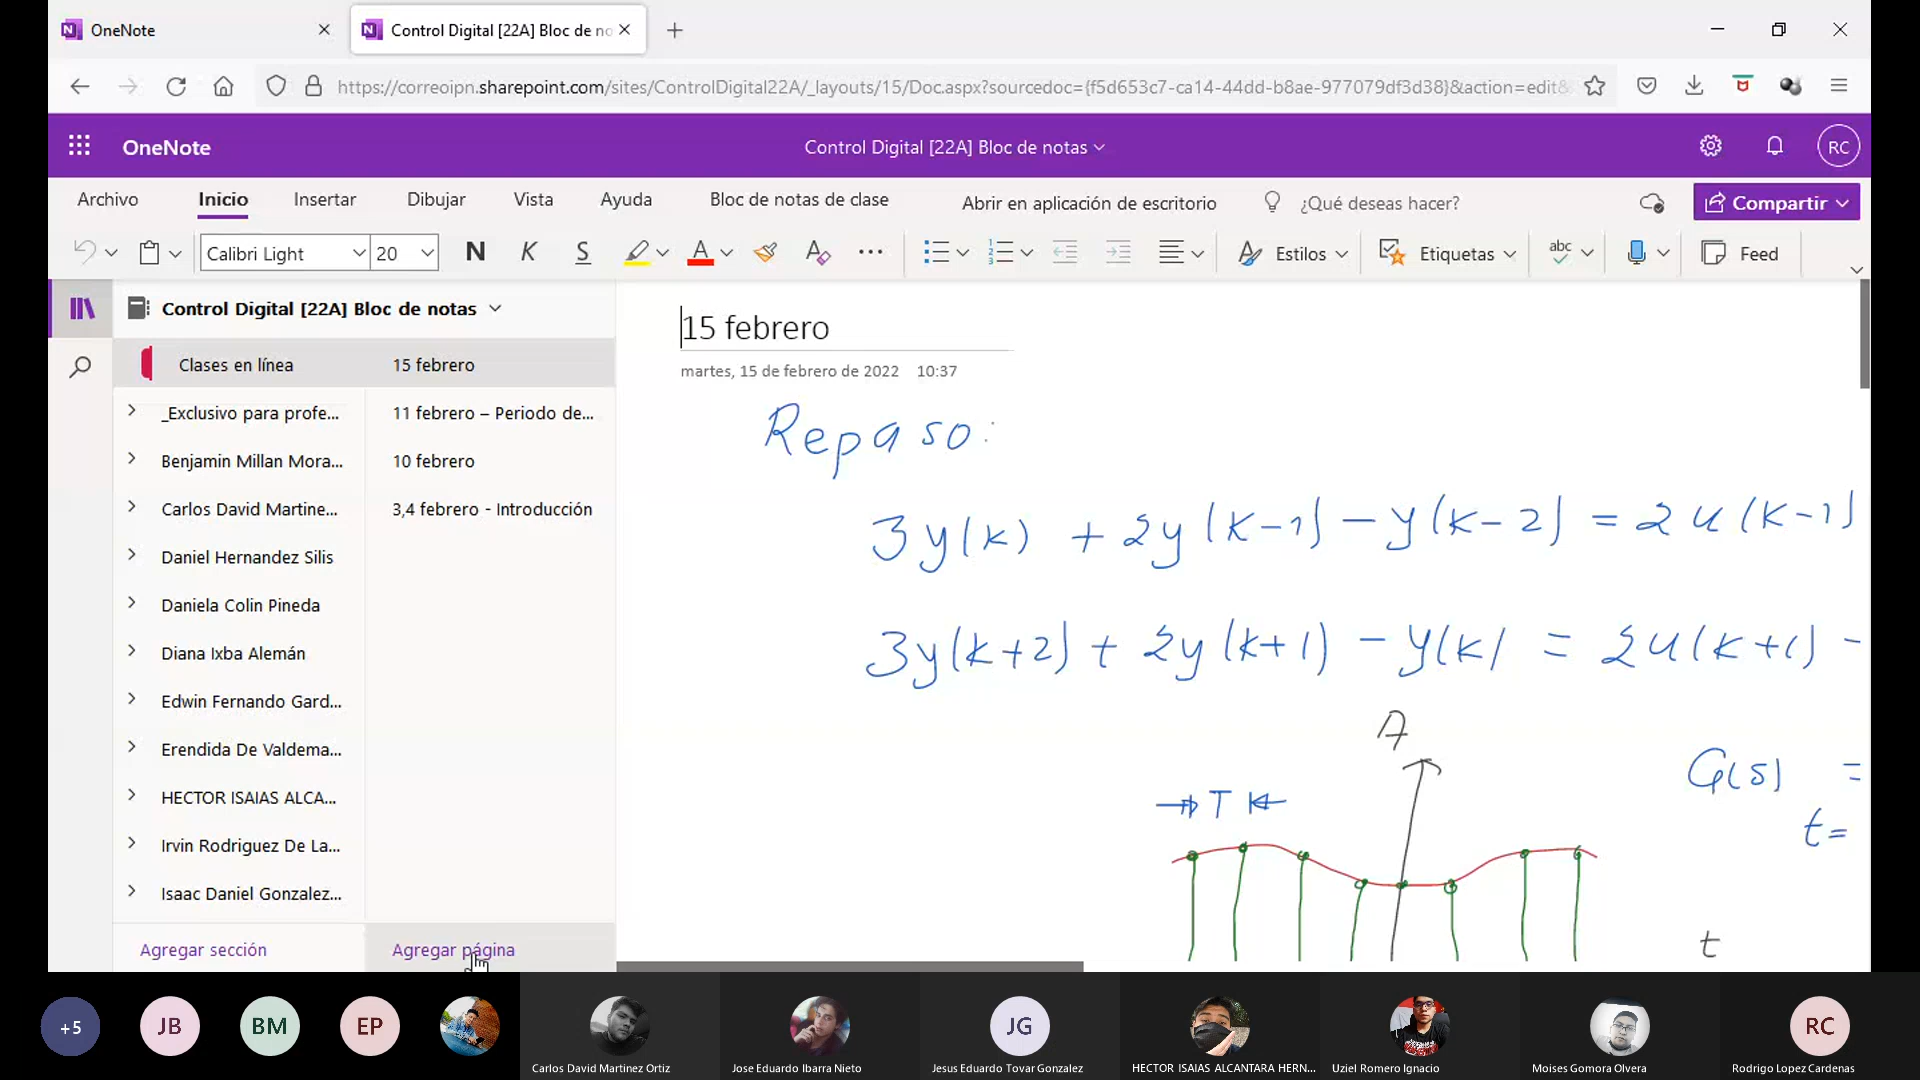 OneNote
Control Digital [22A] Bloc de no
https://correoipn.sharepoint.com/sites/ControlDigital22A/_layouts/15/Doc.aspx?sourcedoc={f5d653c7-ca14-44dd-b8ae-977079df3d38}&action=edit&
OneNote
Control Digital [22A] Bloc de notas
RC
Archivo
Inicio
Insertar
Dibujar
Vista
Ayuda
Bloc de notas de clase
Abrir en aplicación de escritorio
¿Qué deseas hacer?
Compartir
Calibri Light
20
N
K
S
A
A
Estilos
Etiquetas
abc
Feed
Control Digital [22A] Bloc de notas
Clases en línea
_Exclusivo para profe...
Benjamin Millan Mora...
Carlos David Martine...
Daniel Hernandez Silis
Daniela Colin Pineda
Diana Ixba Alemán
Edwin Fernando Gard...
Erendida De Valdema...
HECTOR ISAIAS ALCA...
Irvin Rodriguez De La...
Isaac Daniel Gonzalez...
Agregar sección
15 febrero
11 febrero – Periodo de...
10 febrero
3,4 febrero - Introducción
Agregar página
15 febrero
martes, 15 de febrero de 2022 10:37
Repaso:
3y(k) + 2y(k-1) - y(k-2) = 2u(k-1)
3y(k+2) + 2y(k+1) - y(k) = 2u(k+1) -
A
G(s) =
T
t=
t
+5
JB
BM
EP
JG
RC
Carlos David Martinez Ortiz
Jose Eduardo Ibarra Nieto
Jesus Eduardo Tovar Gonzalez
HECTOR ISAIAS ALCANTARA HERN...
Uziel Romero Ignacio
Moises Gomora Olvera
Rodrigo Lopez Cardenas